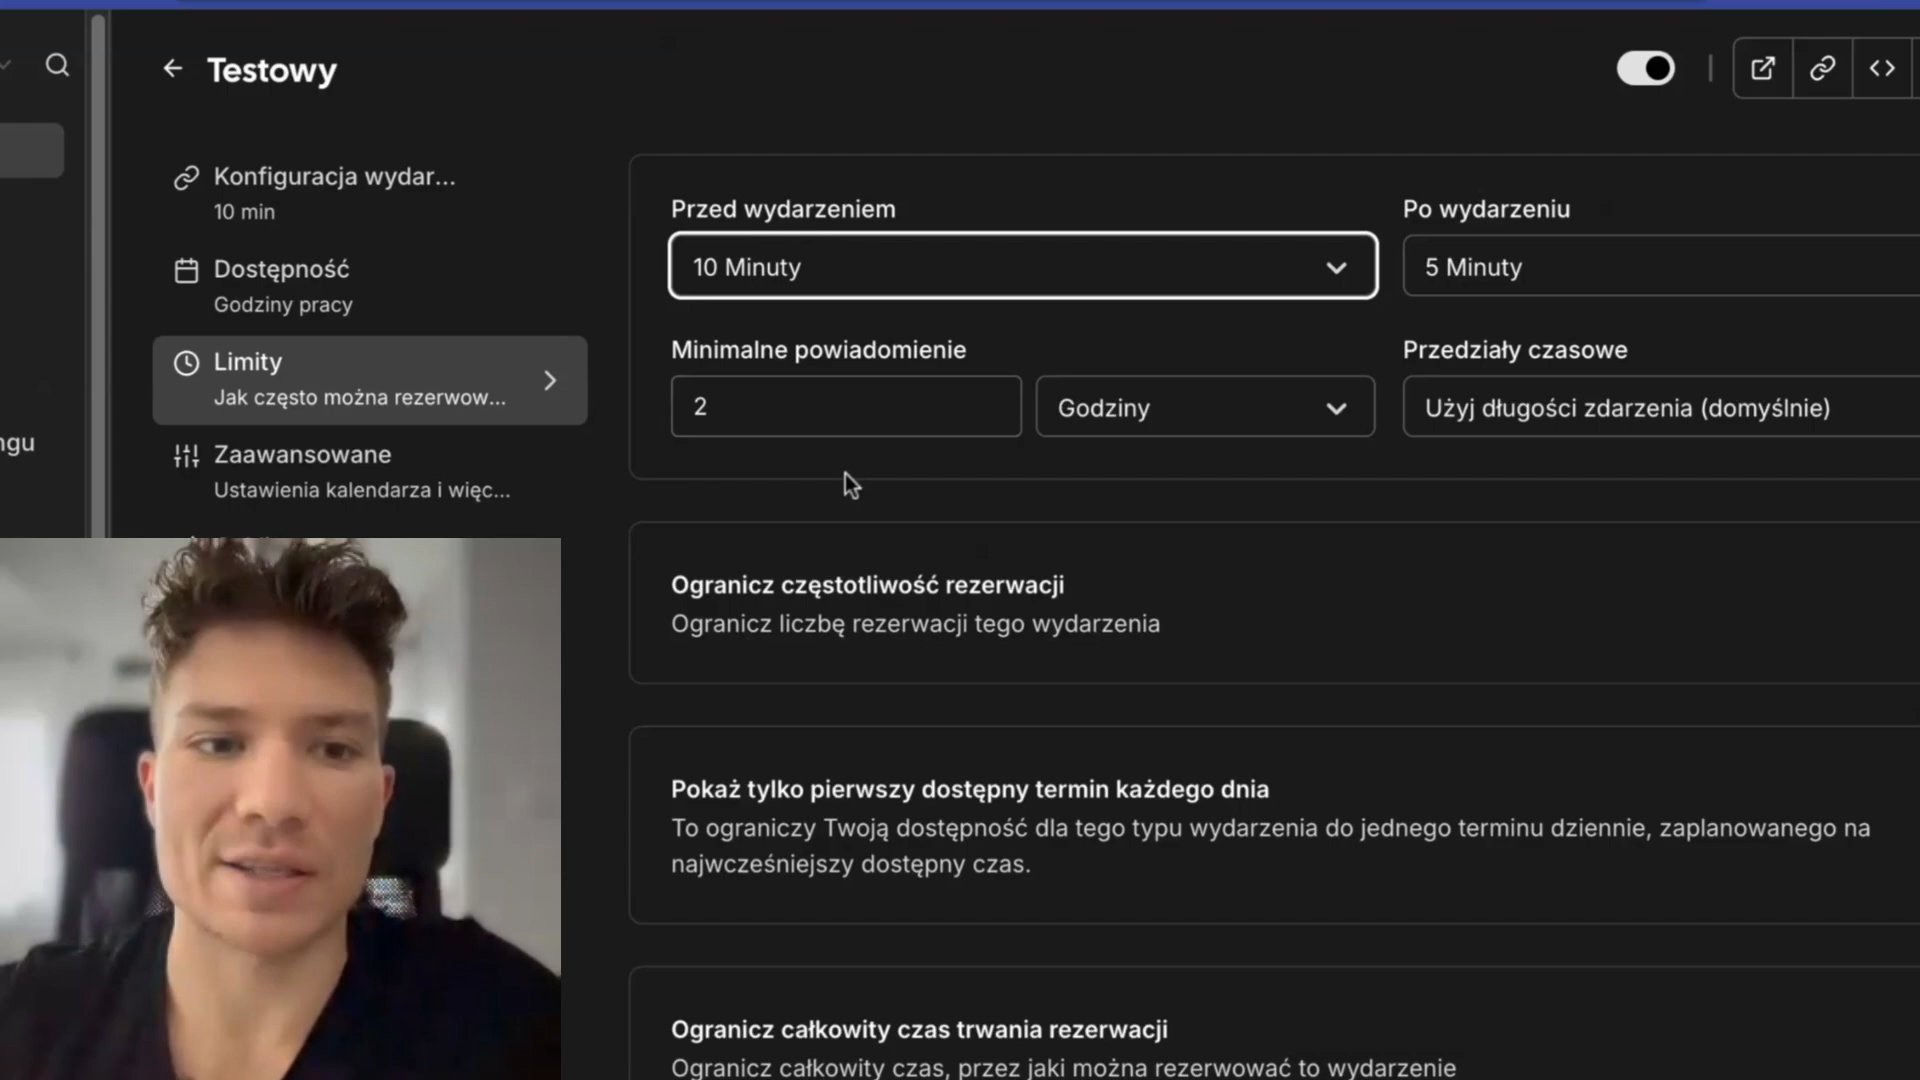 Testowy
Konfiguracja wydar...
10 min
Dostępność
Godziny pracy
Limity
Jak często można rezerwow...
Zaawansowane
Ustawienia kalendarza i więc...
ngu
Przed wydarzeniem
Po wydarzeniu
10 Minuty
5 Minuty
Minimalne powiadomienie
Przedziały czasowe
2
Godziny
Użyj długości zdarzenia (domyślnie)
Ogranicz częstotliwość rezerwacji
Ogranicz liczbę rezerwacji tego wydarzenia
Pokaż tylko pierwszy dostępny termin każdego dnia
To ograniczy Twoją dostępność dla tego typu wydarzenia do jednego terminu dziennie, zaplanowanego na
najwcześniejszy dostępny czas.
Ogranicz całkowity czas trwania rezerwacji
Ogranicz całkowity czas, przez jaki można rezerwować to wydarzenie